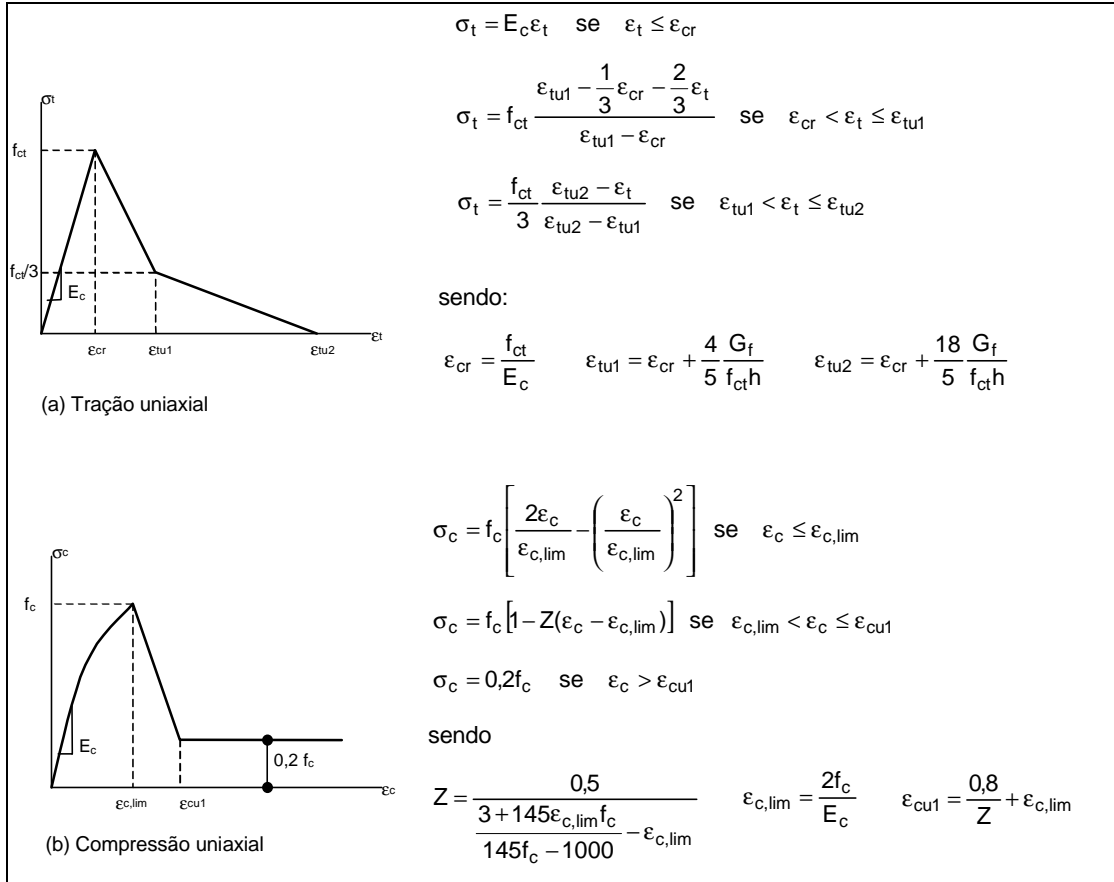 σt = Ecεt se εt ≤ εcr
σt = fct (εtu1 − 1/3 εcr − 2/3 εt) / (εtu1 − εcr) se εcr < εt ≤ εtu1
σt = fct/3 (εtu2 − εt) / (εtu2 − εtu1) se εtu1 < εt ≤ εtu2
sendo:
εcr = fct/Ec εtu1 = εcr + 4/5 Gf/(fct h) εtu2 = εcr + 18/5 Gf/(fct h)
σt
fct
fct/3
Ec
εt
εcr εtu1 εtu2
(a) Tração uniaxial
σc = fc [2εc/εc,lim − (εc/εc,lim)²] se εc ≤ εc,lim
σc = fc [1 − Z(εc − εc,lim)] se εc,lim < εc ≤ εcu1
σc = 0,2fc se εc > εcu1
sendo
Z = 0,5 / ((3 + 145εc,lim fc)/(145fc − 1000) − εc,lim) εc,lim = 2fc/Ec εcu1 = 0,8/Z + εc,lim
σc
fc
Ec
0,2 fc
εc
εc,lim εcu1
(b) Compressão uniaxial